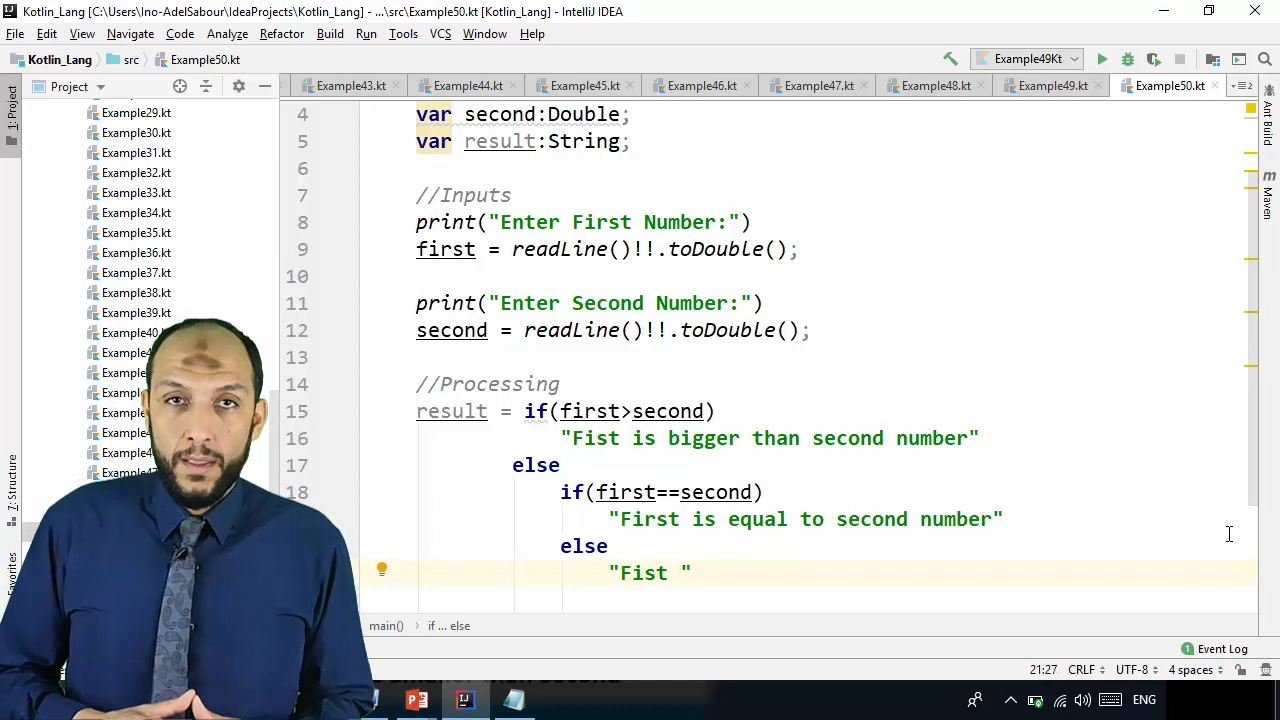 Kotlin_Lang [C:\Users\Ino-AdelSabour\IdeaProjects\Kotlin_Lang] - ...\src\Example50.kt [Kotlin_Lang] - IntelliJ IDEA
File Edit View Navigate Code Analyze Refactor Build Run Tools VCS Window Help
Kotlin_Lang src Example50.kt Example49Kt
Project Example43.kt Example44.kt Example45.kt Example46.kt Example47.kt Example48.kt Example49.kt Example50.kt 2
1: Project
Ant Build
Maven
7: Structure
Favorites
Example29.kt
Example30.kt
Example31.kt
Example32.kt
Example33.kt
Example34.kt
Example35.kt
Example36.kt
Example37.kt
Example38.kt
Example39.kt
4 var second:Double;
5 var result:String;
6
7 //Inputs
8 print("Enter First Number:")
9 first = readLine()!!.toDouble();
10
11 print("Enter Second Number:")
12 second = readLine()!!.toDouble();
13
14 //Processing
15 result = if(first>second)
16 "Fist is bigger than second number"
17 else
18 if(first==second)
"First is equal to second number"
else
"Fist "
main() if ... else
1 Event Log
21:27 CRLF UTF-8 4 spaces
ENG